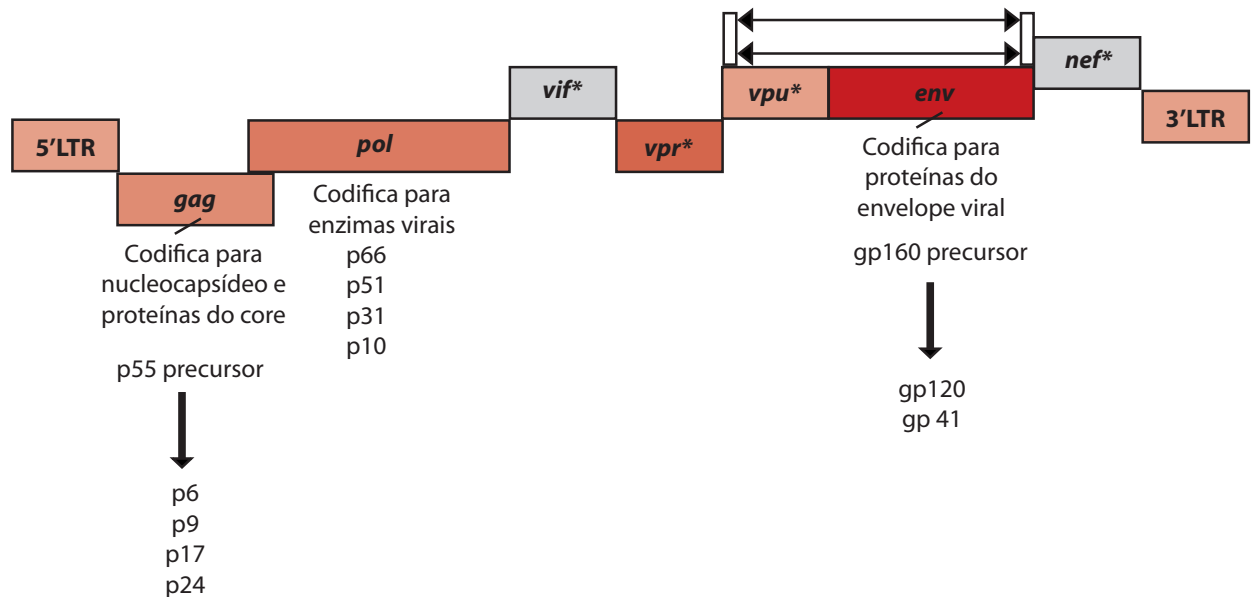 5'LTR
gag
Codifica para
nucleocapsídeo e
proteínas do core
p55 precursor
p6
p9
p17
p24
pol
Codifica para
enzimas virais
p66
p51
p31
p10
vif*
vpr*
vpu*
env
Codifica para
proteínas do
envelope viral
gp160 precursor
gp120
gp 41
nef*
3'LTR